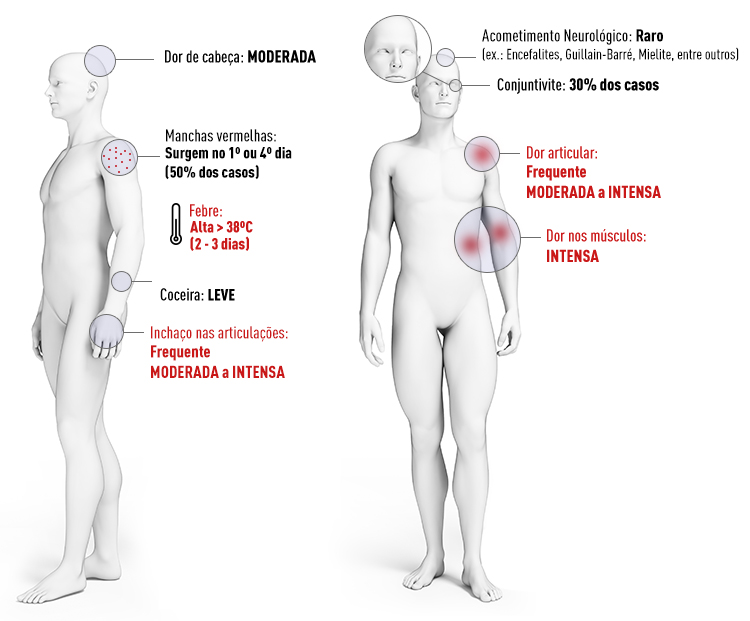 Dor de cabeça: MODERADA
Manchas vermelhas:
Surgem no 1º ou 4º dia
(50% dos casos)
Febre:
Alta > 38ºC
(2 - 3 dias)
Coceira: LEVE
Inchaço nas articulações:
Frequente
MODERADA a INTENSA
Acometimento Neurológico: Raro
(ex.: Encefalites, Guillain-Barré, Mielite, entre outros)
Conjuntivite: 30% dos casos
Dor articular:
Frequente
MODERADA a INTENSA
Dor nos músculos:
INTENSA